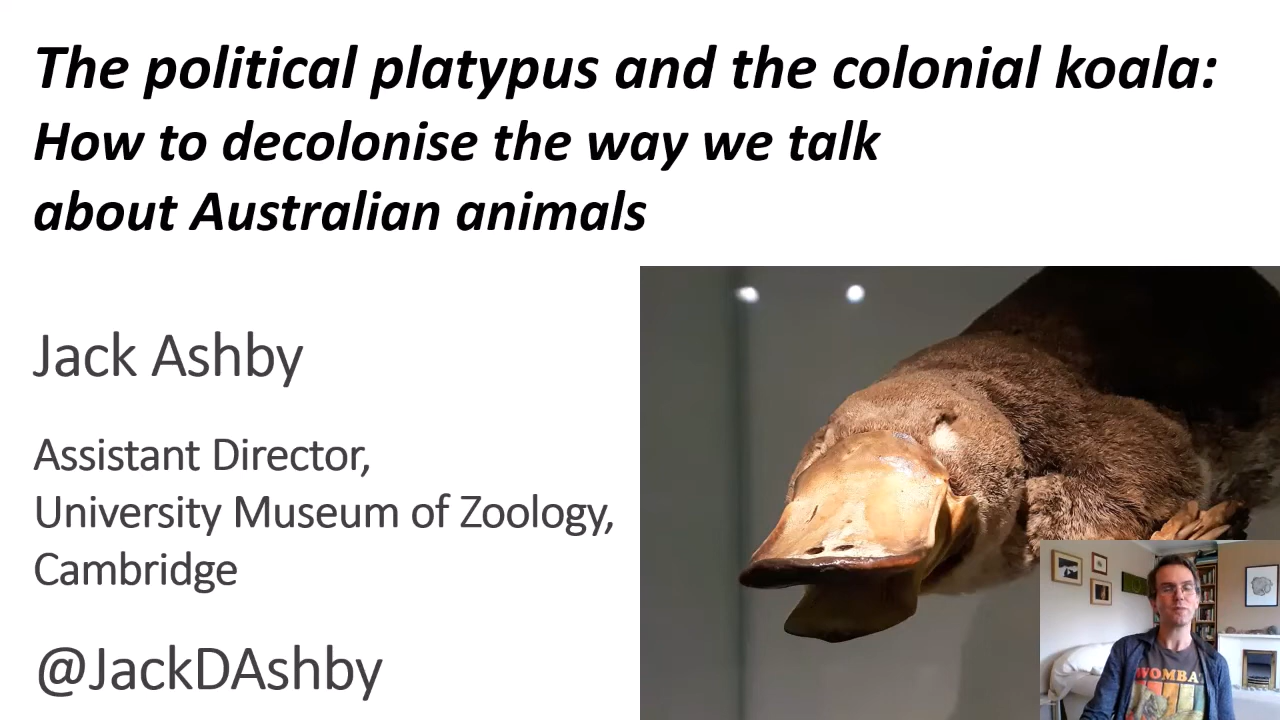 The political platypus and the colonial koala:
How to decolonise the way we talk
about Australian animals
Jack Ashby
Assistant Director,
University Museum of Zoology,
Cambridge
@JackDAshby
WOMBA